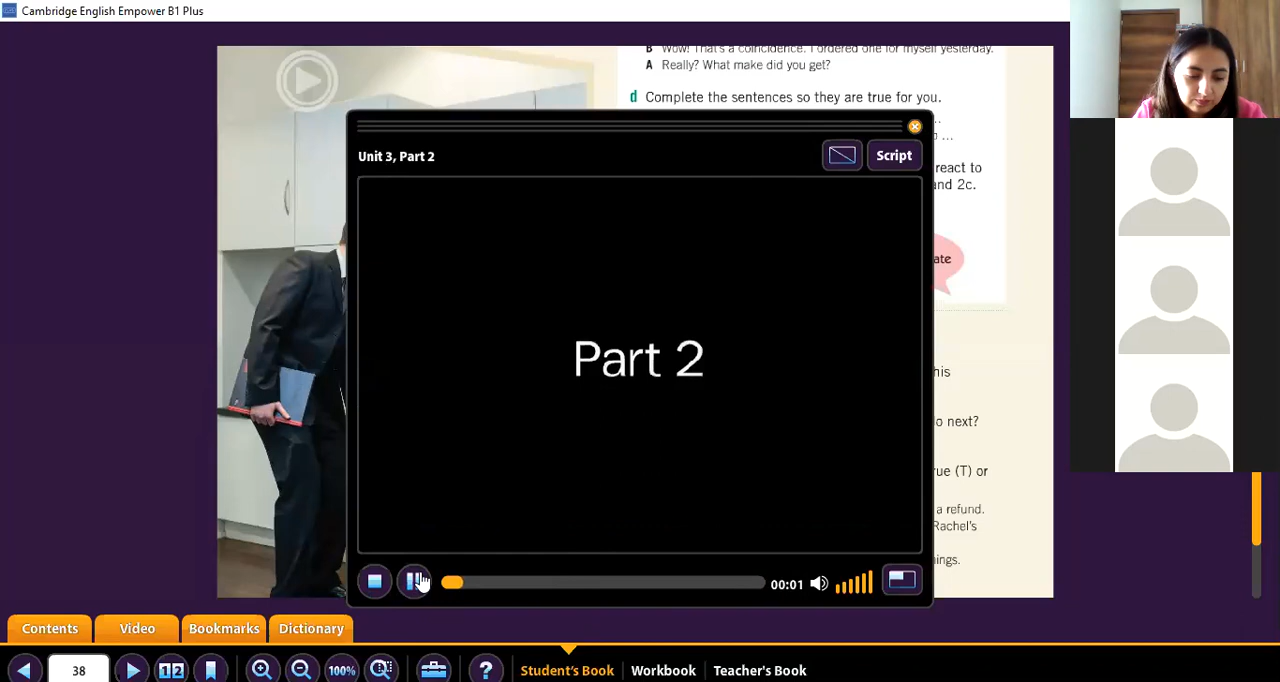 Cambridge English Empower B1 Plus
B Wow! That's a coincidence. I ordered one for myself yesterday.
A Really? What make did you get?
d Complete the sentences so they are true for you.
react to
and 2c.
Unit 3, Part 2
Script
Part 2
ate
his
o next?
ue (T) or
a refund.
Rachel's
ings.
00:01
Contents Video Bookmarks Dictionary
38 12 100% ? Student's Book Workbook Teacher's Book